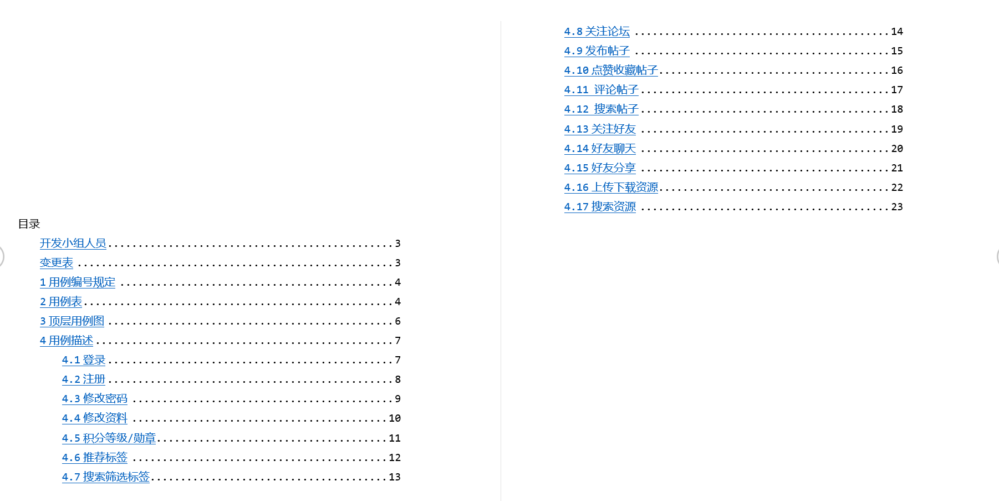 目录
开发小组人员...............................................3
变更表....................................................3
1 用例编号规定.............................................4
2 用例表...................................................4
3 顶层用例图...............................................6
4 用例描述.................................................7
4.1 登录...............................................7
4.2 注册...............................................8
4.3 修改密码...........................................9
4.4 修改资料..........................................10
4.5 积分等级/勋章......................................11
4.6 推荐标签..........................................12
4.7 搜索筛选标签.......................................13
4.8 关注论坛..........................................14
4.9 发布帖子..........................................15
4.10 点赞收藏帖子......................................16
4.11 评论帖子.........................................17
4.12 搜索帖子.........................................18
4.13 关注好友.........................................19
4.14 好友聊天.........................................20
4.15 好友分享.........................................21
4.16 上传下载资源......................................22
4.17 搜索资源.........................................23